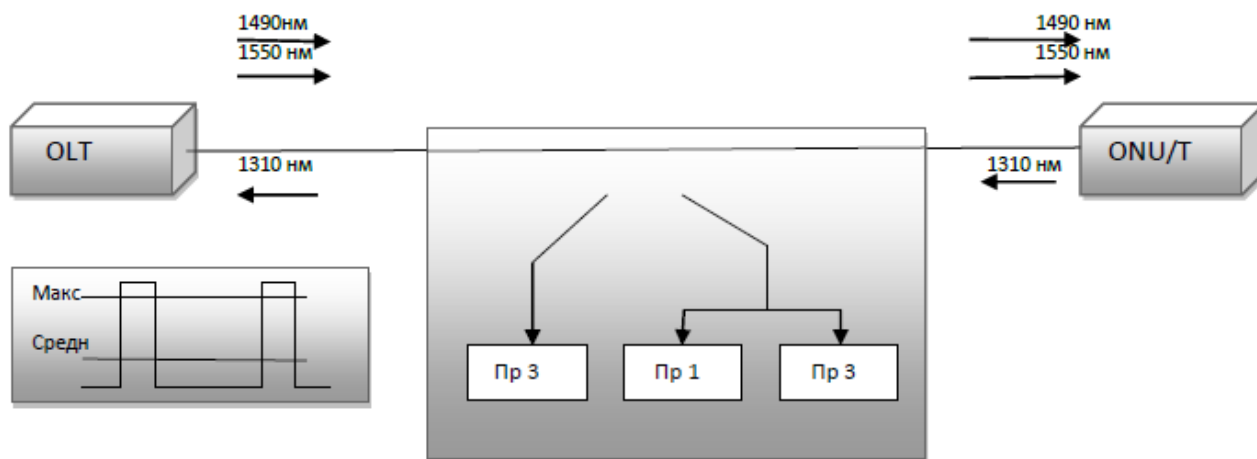 1490нм
1550 нм
1490 нм
1550 нм
OLT
ONU/T
1310 нм
1310 нм
Макс
Средн
Пр 3
Пр 1
Пр 3